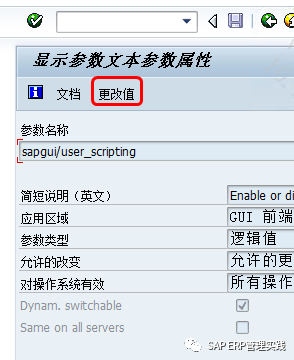 显示参数文本参数属性
文档 更改值
参数名称
sapgui/user_scripting
简短说明（英文） Enable or di
应用区域 GUI 前端
参数类型 逻辑值
允许的改变 允许的更
对操作系统有效 所有操作
Dynam. switchable
Same on all servers
SAPERP管理实践